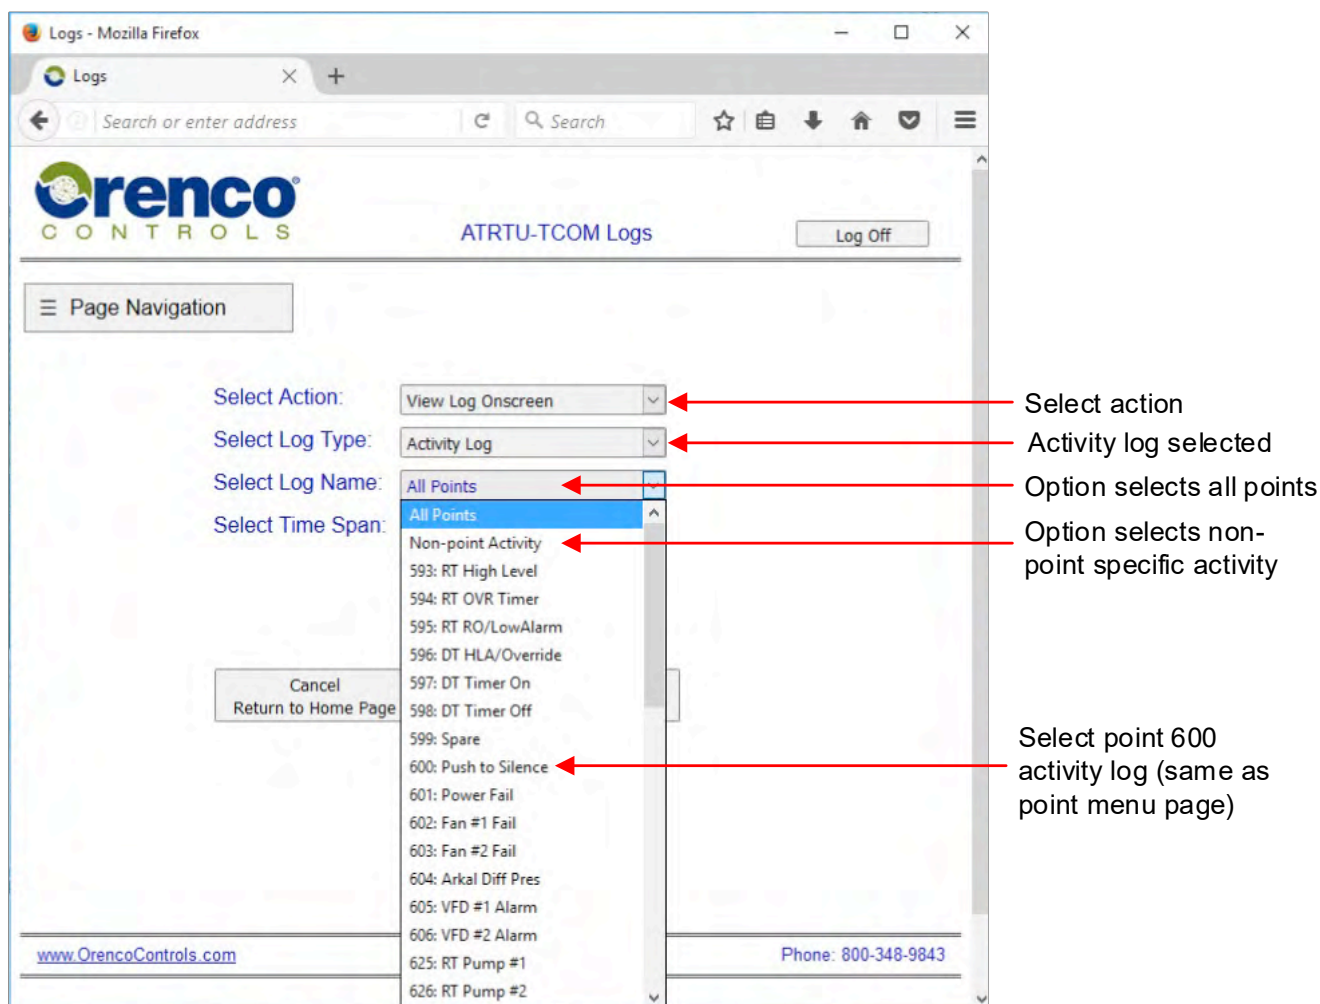 Logs - Mozilla Firefox
Logs
Search or enter address
Search
Orenco
CONTROLS
ATRTU-TCOM Logs
Log Off
☰ Page Navigation
Select Action: View Log Onscreen
Select action
Select Log Type: Activity Log
Activity log selected
Select Log Name: All Points
Option selects all points
Select Time Span:
All Points
Non-point Activity
Option selects non-
point specific activity
593: RT High Level
594: RT OVR Timer
595: RT RO/LowAlarm
596: DT HLA/Override
597: DT Timer On
598: DT Timer Off
Cancel
Return to Home Page
599: Spare
600: Push to Silence
Select point 600
activity log (same as
point menu page)
601: Power Fail
602: Fan #1 Fail
603: Fan #2 Fail
604: Arkal Diff Pres
605: VFD #1 Alarm
606: VFD #2 Alarm
625: RT Pump #1
626: RT Pump #2
www.OrencoControls.com
Phone: 800-348-9843